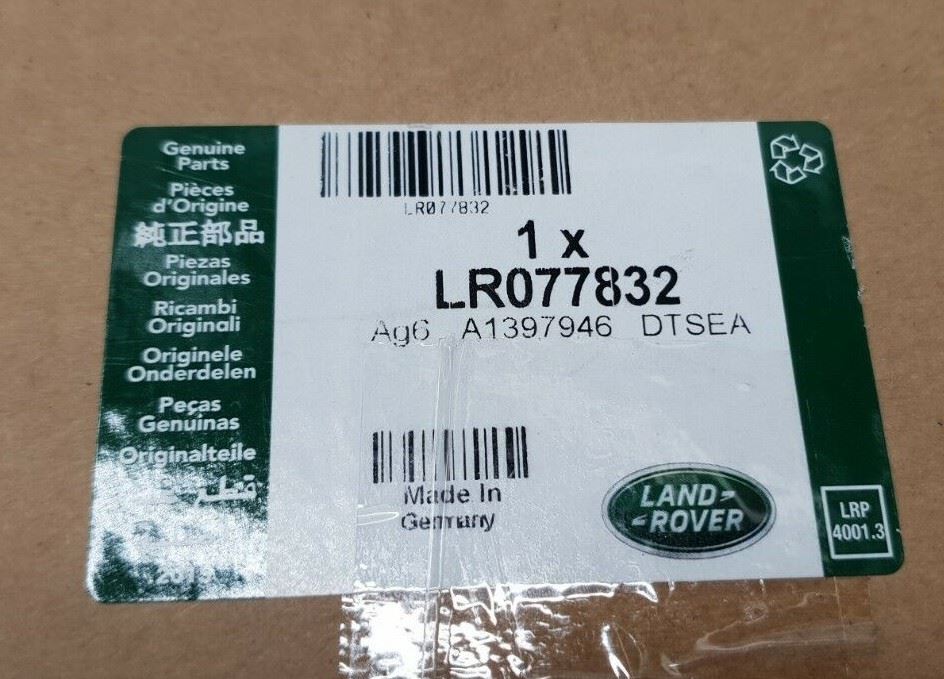 Genuine
Parts
Pièces
d'Origine
純正部品
Piezas
Originales
Ricambi
Originali
Originele
Onderdelen
Peças
Genuínas
Originalteile
قطع
LR077832
1 x
LR077832
Ag6 A1397946 DTSEA
Made In
Germany
LAND
ROVER
LRP
4001.3